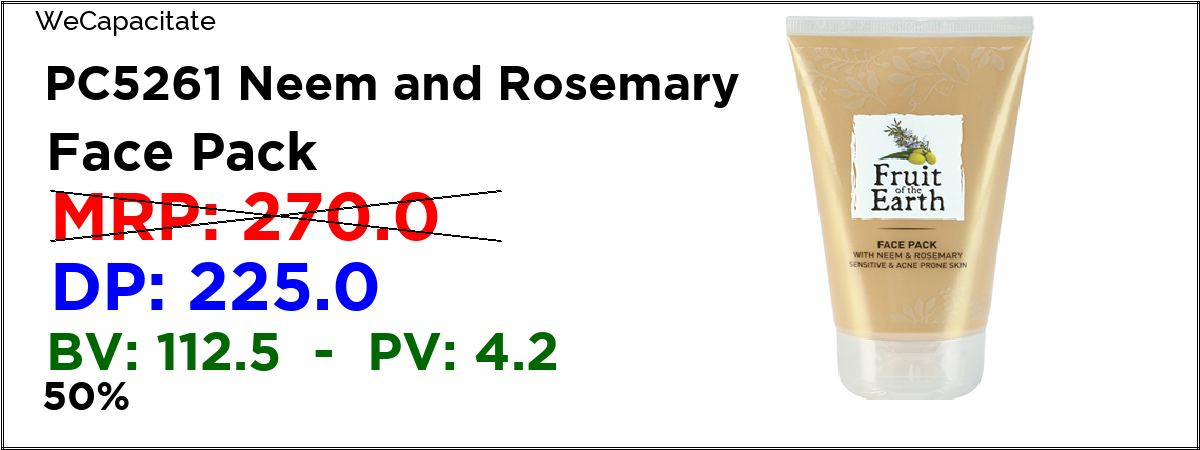 WeCapacitate
PC5261 Neem and Rosemary
Face Pack
MRP: 270.0
DP: 225.0
BV: 112.5 - PV: 4.2
50%
Fruit
of the
Earth
FACE PACK
WITH NEEM & ROSEMARY
SENSITIVE & ACNE PRONE SKIN